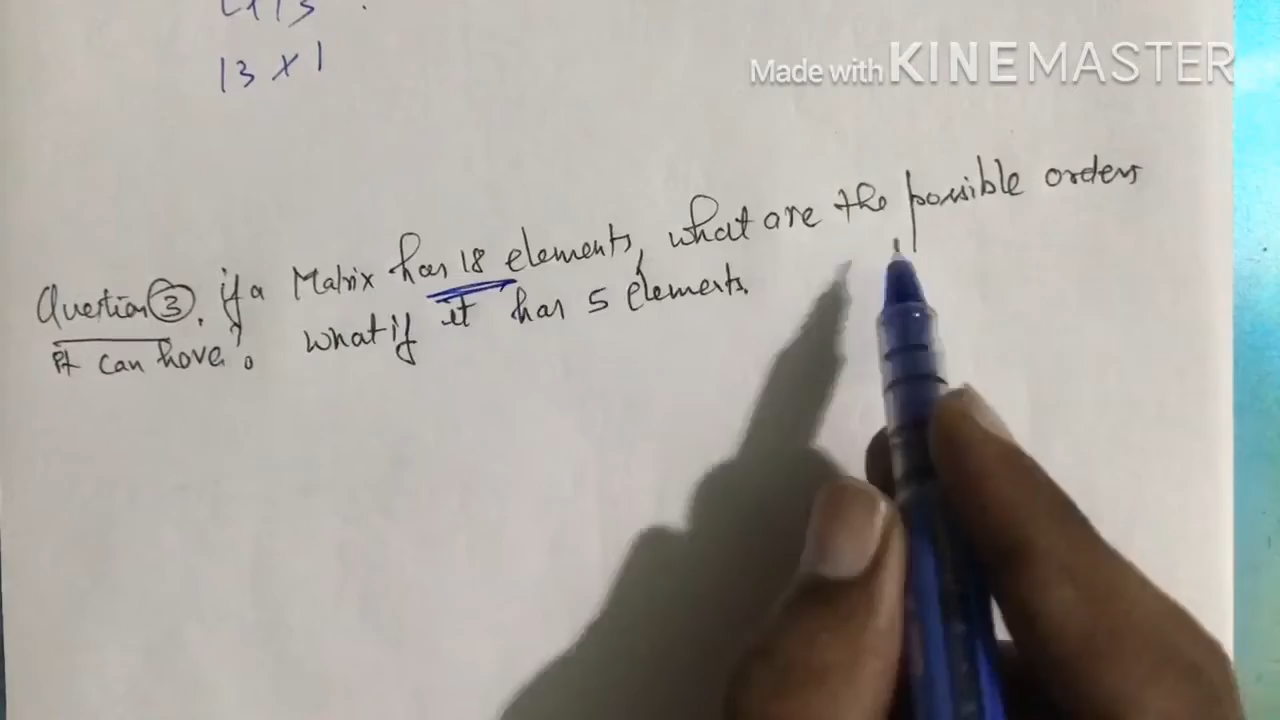 13 × 1
Made with KINEMASTER
Question 3. if a Matrix has 18 elements, what are the possible orders
it can have? what if it has 5 elements.